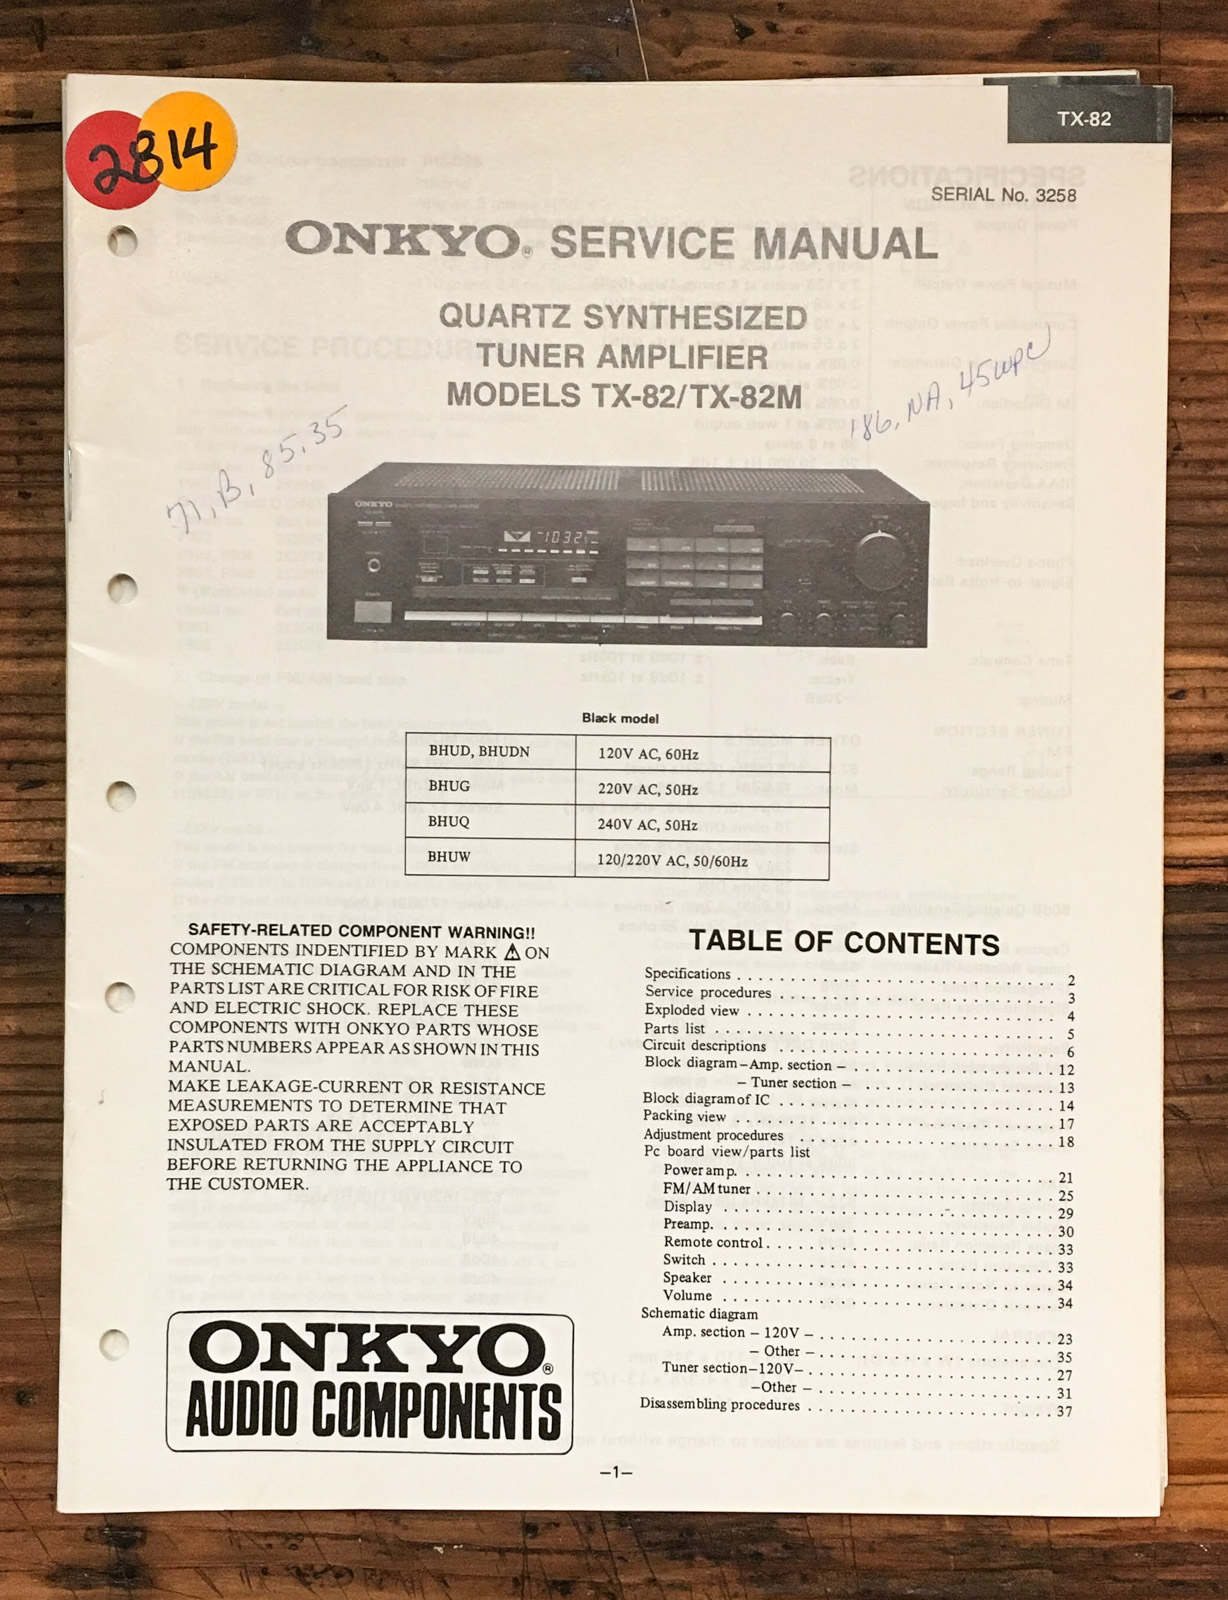 2814
TX-82
SERIAL No. 3258
ONKYO® SERVICE MANUAL
QUARTZ SYNTHESIZED
TUNER AMPLIFIER
MODELS TX-82/TX-82M
71, B, 85, 35
'86, NA, 45WPC
ONKYO
1032
TX-82
Black model
BHUD, BHUDN 120V AC, 60Hz
BHUG 220V AC, 50Hz
BHUQ 240V AC, 50Hz
BHUW 120/220V AC, 50/60Hz
SAFETY-RELATED COMPONENT WARNING!!
COMPONENTS INDENTIFIED BY MARK ⚠ ON
THE SCHEMATIC DIAGRAM AND IN THE
PARTS LIST ARE CRITICAL FOR RISK OF FIRE
AND ELECTRIC SHOCK. REPLACE THESE
COMPONENTS WITH ONKYO PARTS WHOSE
PARTS NUMBERS APPEAR AS SHOWN IN THIS
MANUAL.
MAKE LEAKAGE-CURRENT OR RESISTANCE
MEASUREMENTS TO DETERMINE THAT
EXPOSED PARTS ARE ACCEPTABLY
INSULATED FROM THE SUPPLY CIRCUIT
BEFORE RETURNING THE APPLIANCE TO
THE CUSTOMER.
ONKYO®
AUDIO COMPONENTS
TABLE OF CONTENTS
Specifications . . . . . . . . . . 2
Service procedures . . . . . . . . . . 3
Exploded view . . . . . . . . . . 4
Parts list . . . . . . . . . . 5
Circuit descriptions . . . . . . . . . . 6
Block diagram – Amp. section – . . . . . . . . . . 12
– Tuner section – . . . . . . . . . . 13
Block diagram of IC . . . . . . . . . . 14
Packing view . . . . . . . . . . 17
Adjustment procedures . . . . . . . . . . 18
Pc board view/parts list
Power amp. . . . . . . . . . . 21
FM/AM tuner . . . . . . . . . . 25
Display . . . . . . . . . . 29
Preamp. . . . . . . . . . . 30
Remote control . . . . . . . . . . 33
Switch . . . . . . . . . . 33
Speaker . . . . . . . . . . 34
Volume . . . . . . . . . . 34
Schematic diagram
Amp. section – 120V – . . . . . . . . . . 23
– Other – . . . . . . . . . . 35
Tuner section–120V– . . . . . . . . . . 27
–Other – . . . . . . . . . . 31
Disassembling procedures . . . . . . . . . . 37
–1–